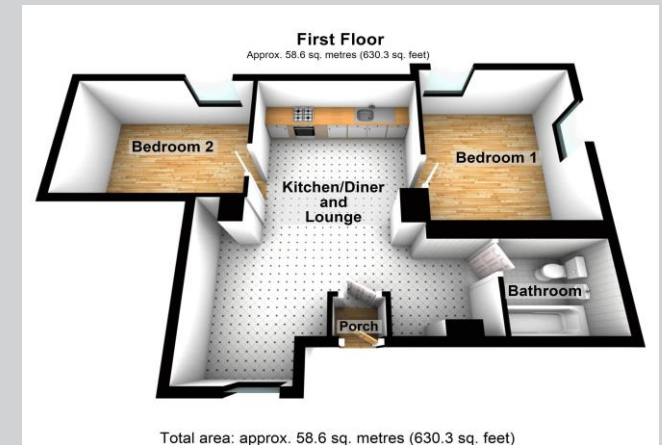 First Floor
Approx. 58.6 sq. metres (630.3 sq. feet)
Bedroom 2
Bedroom 1
Kitchen/Diner
and
Lounge
Bathroom
Porch
Total area: approx. 58.6 sq. metres (630.3 sq. feet)